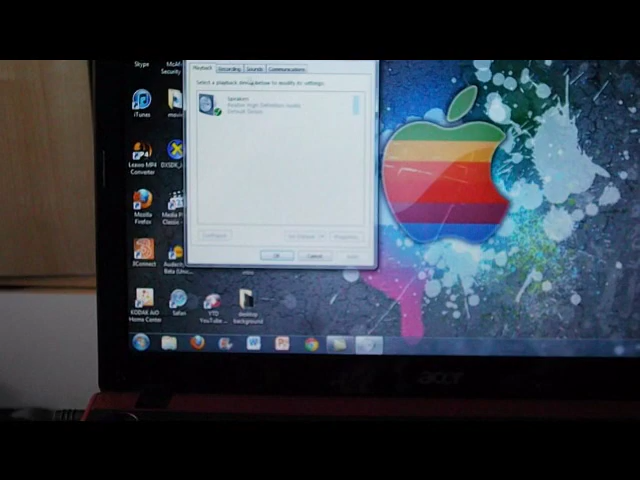 Skype
McAf
Security
Playback Recording Sounds Communications
Select a playback device below to modify its settings:
Speakers
Realtek High Definition Audio
Default Device
iTunes
movi
Leawo MP4
Converter
Mozilla
Firefox
Media P
Classic -
3Connect
Audacity
Beta (Unic...
Configure
Set Default
Properties
OK
Cancel
Apply
KODAK AiO
Home Center
Safari
YTD
YouTube ...
desktop
background
acer